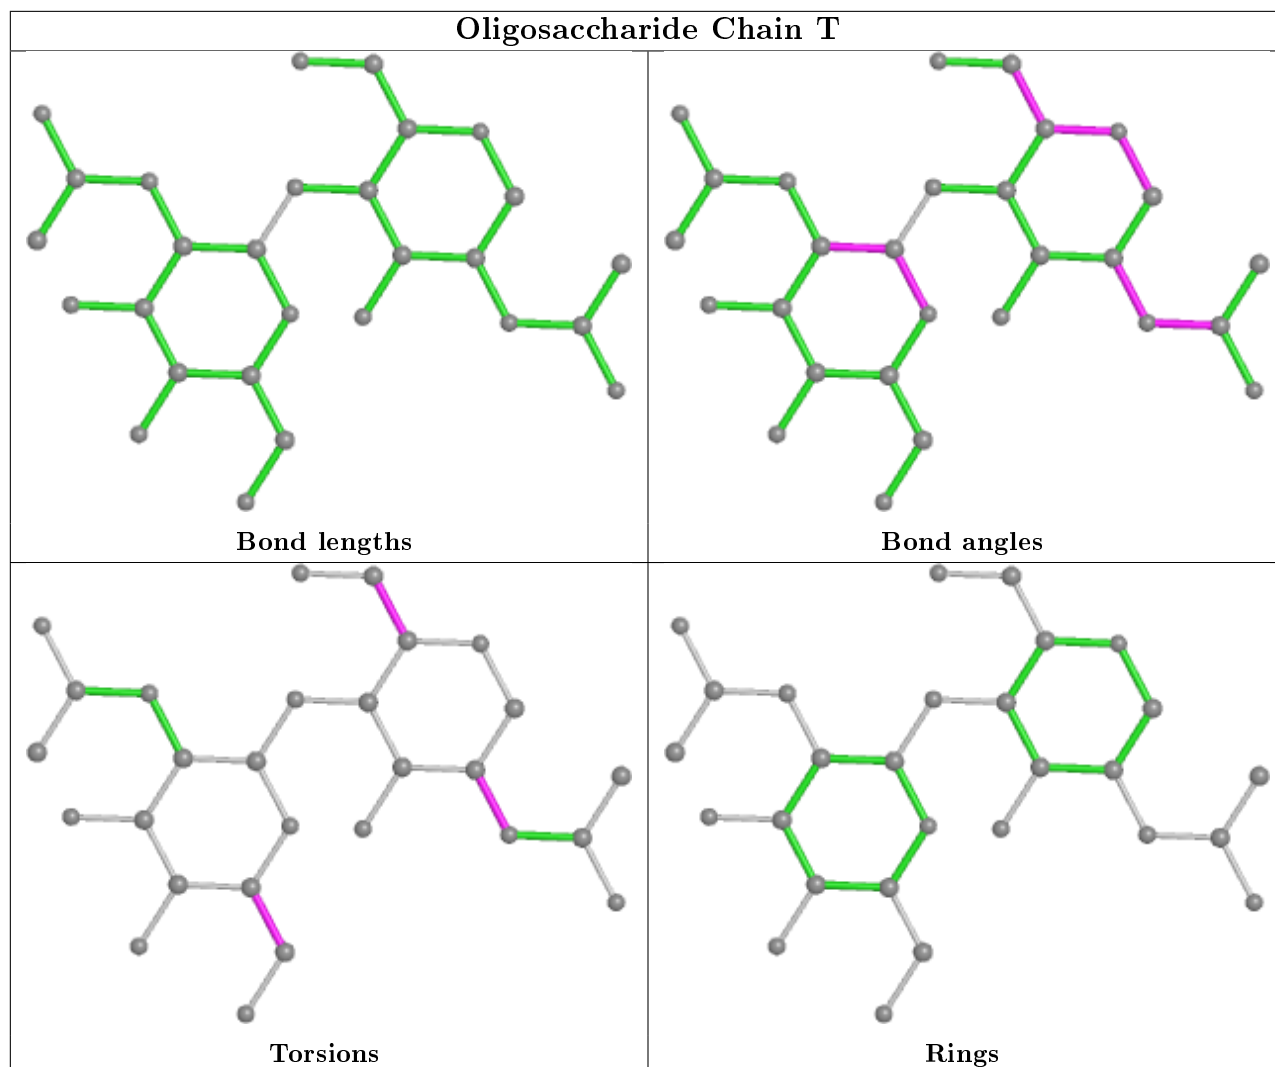 Oligosaccharide Chain T
Bond lengths
Bond angles
Torsions
Rings